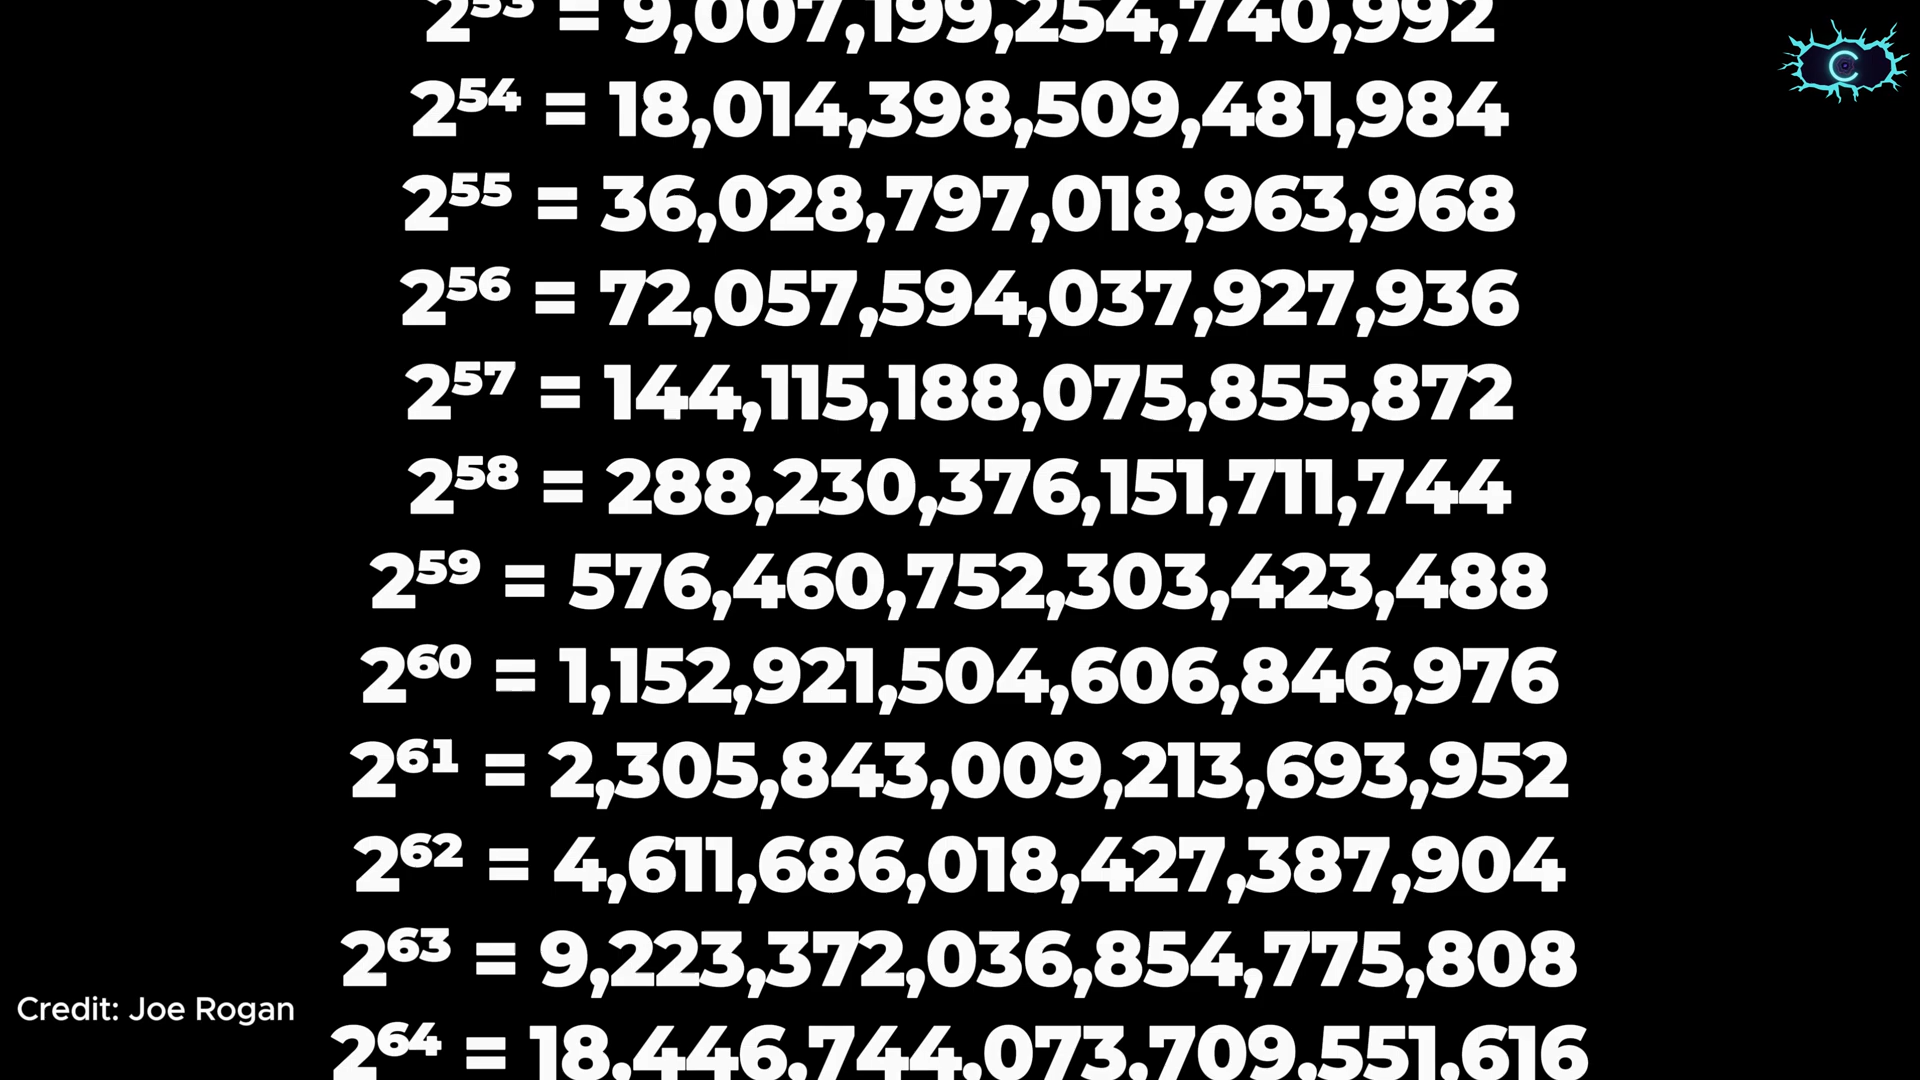 2⁵³ = 9,007,199,254,740,992
2⁵⁴ = 18,014,398,509,481,984
2⁵⁵ = 36,028,797,018,963,968
2⁵⁶ = 72,057,594,037,927,936
2⁵⁷ = 144,115,188,075,855,872
2⁵⁸ = 288,230,376,151,711,744
2⁵⁹ = 576,460,752,303,423,488
2⁶⁰ = 1,152,921,504,606,846,976
2⁶¹ = 2,305,843,009,213,693,952
2⁶² = 4,611,686,018,427,387,904
2⁶³ = 9,223,372,036,854,775,808
2⁶⁴ = 18,446,744,073,709,551,616
Credit: Joe Rogan
C